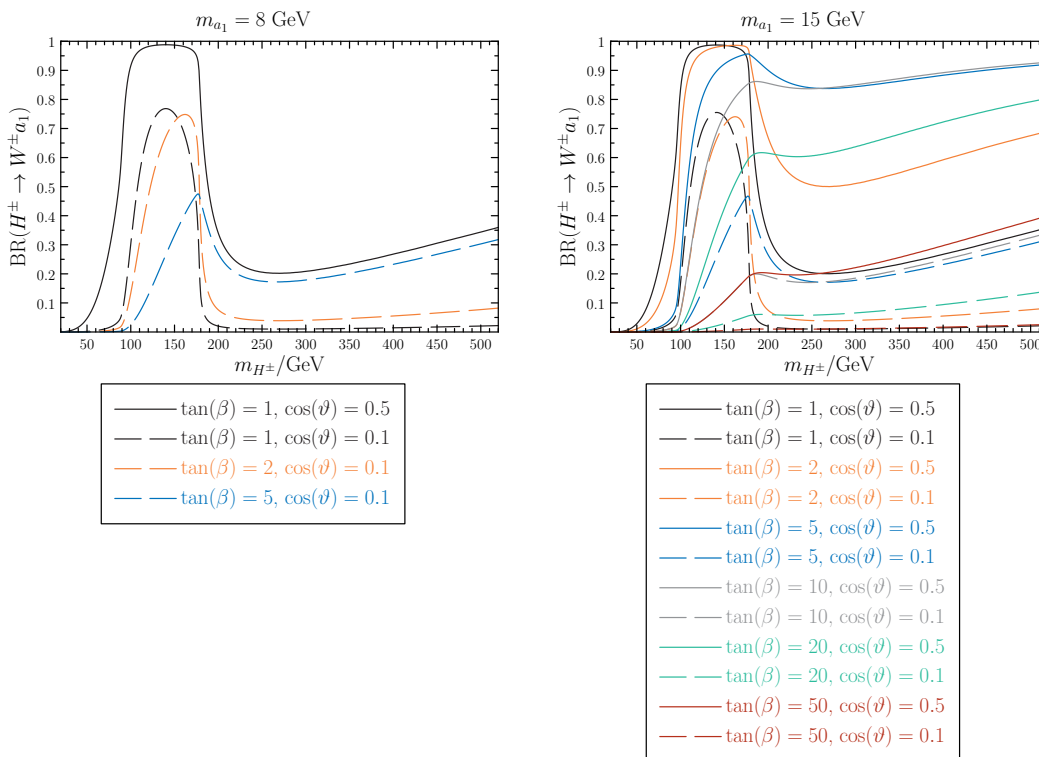 m_{a_1} = 8 GeV
BR(H^± → W^± a_1)
1
0.9
0.8
0.7
0.6
0.5
0.4
0.3
0.2
0.1
50 100 150 200 250 300 350 400 450 500
m_{H^±}/GeV
tan(β) = 1, cos(ϑ) = 0.5
tan(β) = 1, cos(ϑ) = 0.1
tan(β) = 2, cos(ϑ) = 0.1
tan(β) = 5, cos(ϑ) = 0.1
m_{a_1} = 15 GeV
BR(H^± → W^± a_1)
1
0.9
0.8
0.7
0.6
0.5
0.4
0.3
0.2
0.1
50 100 150 200 250 300 350 400 450 500
m_{H^±}/GeV
tan(β) = 1, cos(ϑ) = 0.5
tan(β) = 1, cos(ϑ) = 0.1
tan(β) = 2, cos(ϑ) = 0.5
tan(β) = 2, cos(ϑ) = 0.1
tan(β) = 5, cos(ϑ) = 0.5
tan(β) = 5, cos(ϑ) = 0.1
tan(β) = 10, cos(ϑ) = 0.5
tan(β) = 10, cos(ϑ) = 0.1
tan(β) = 20, cos(ϑ) = 0.5
tan(β) = 20, cos(ϑ) = 0.1
tan(β) = 50, cos(ϑ) = 0.5
tan(β) = 50, cos(ϑ) = 0.1